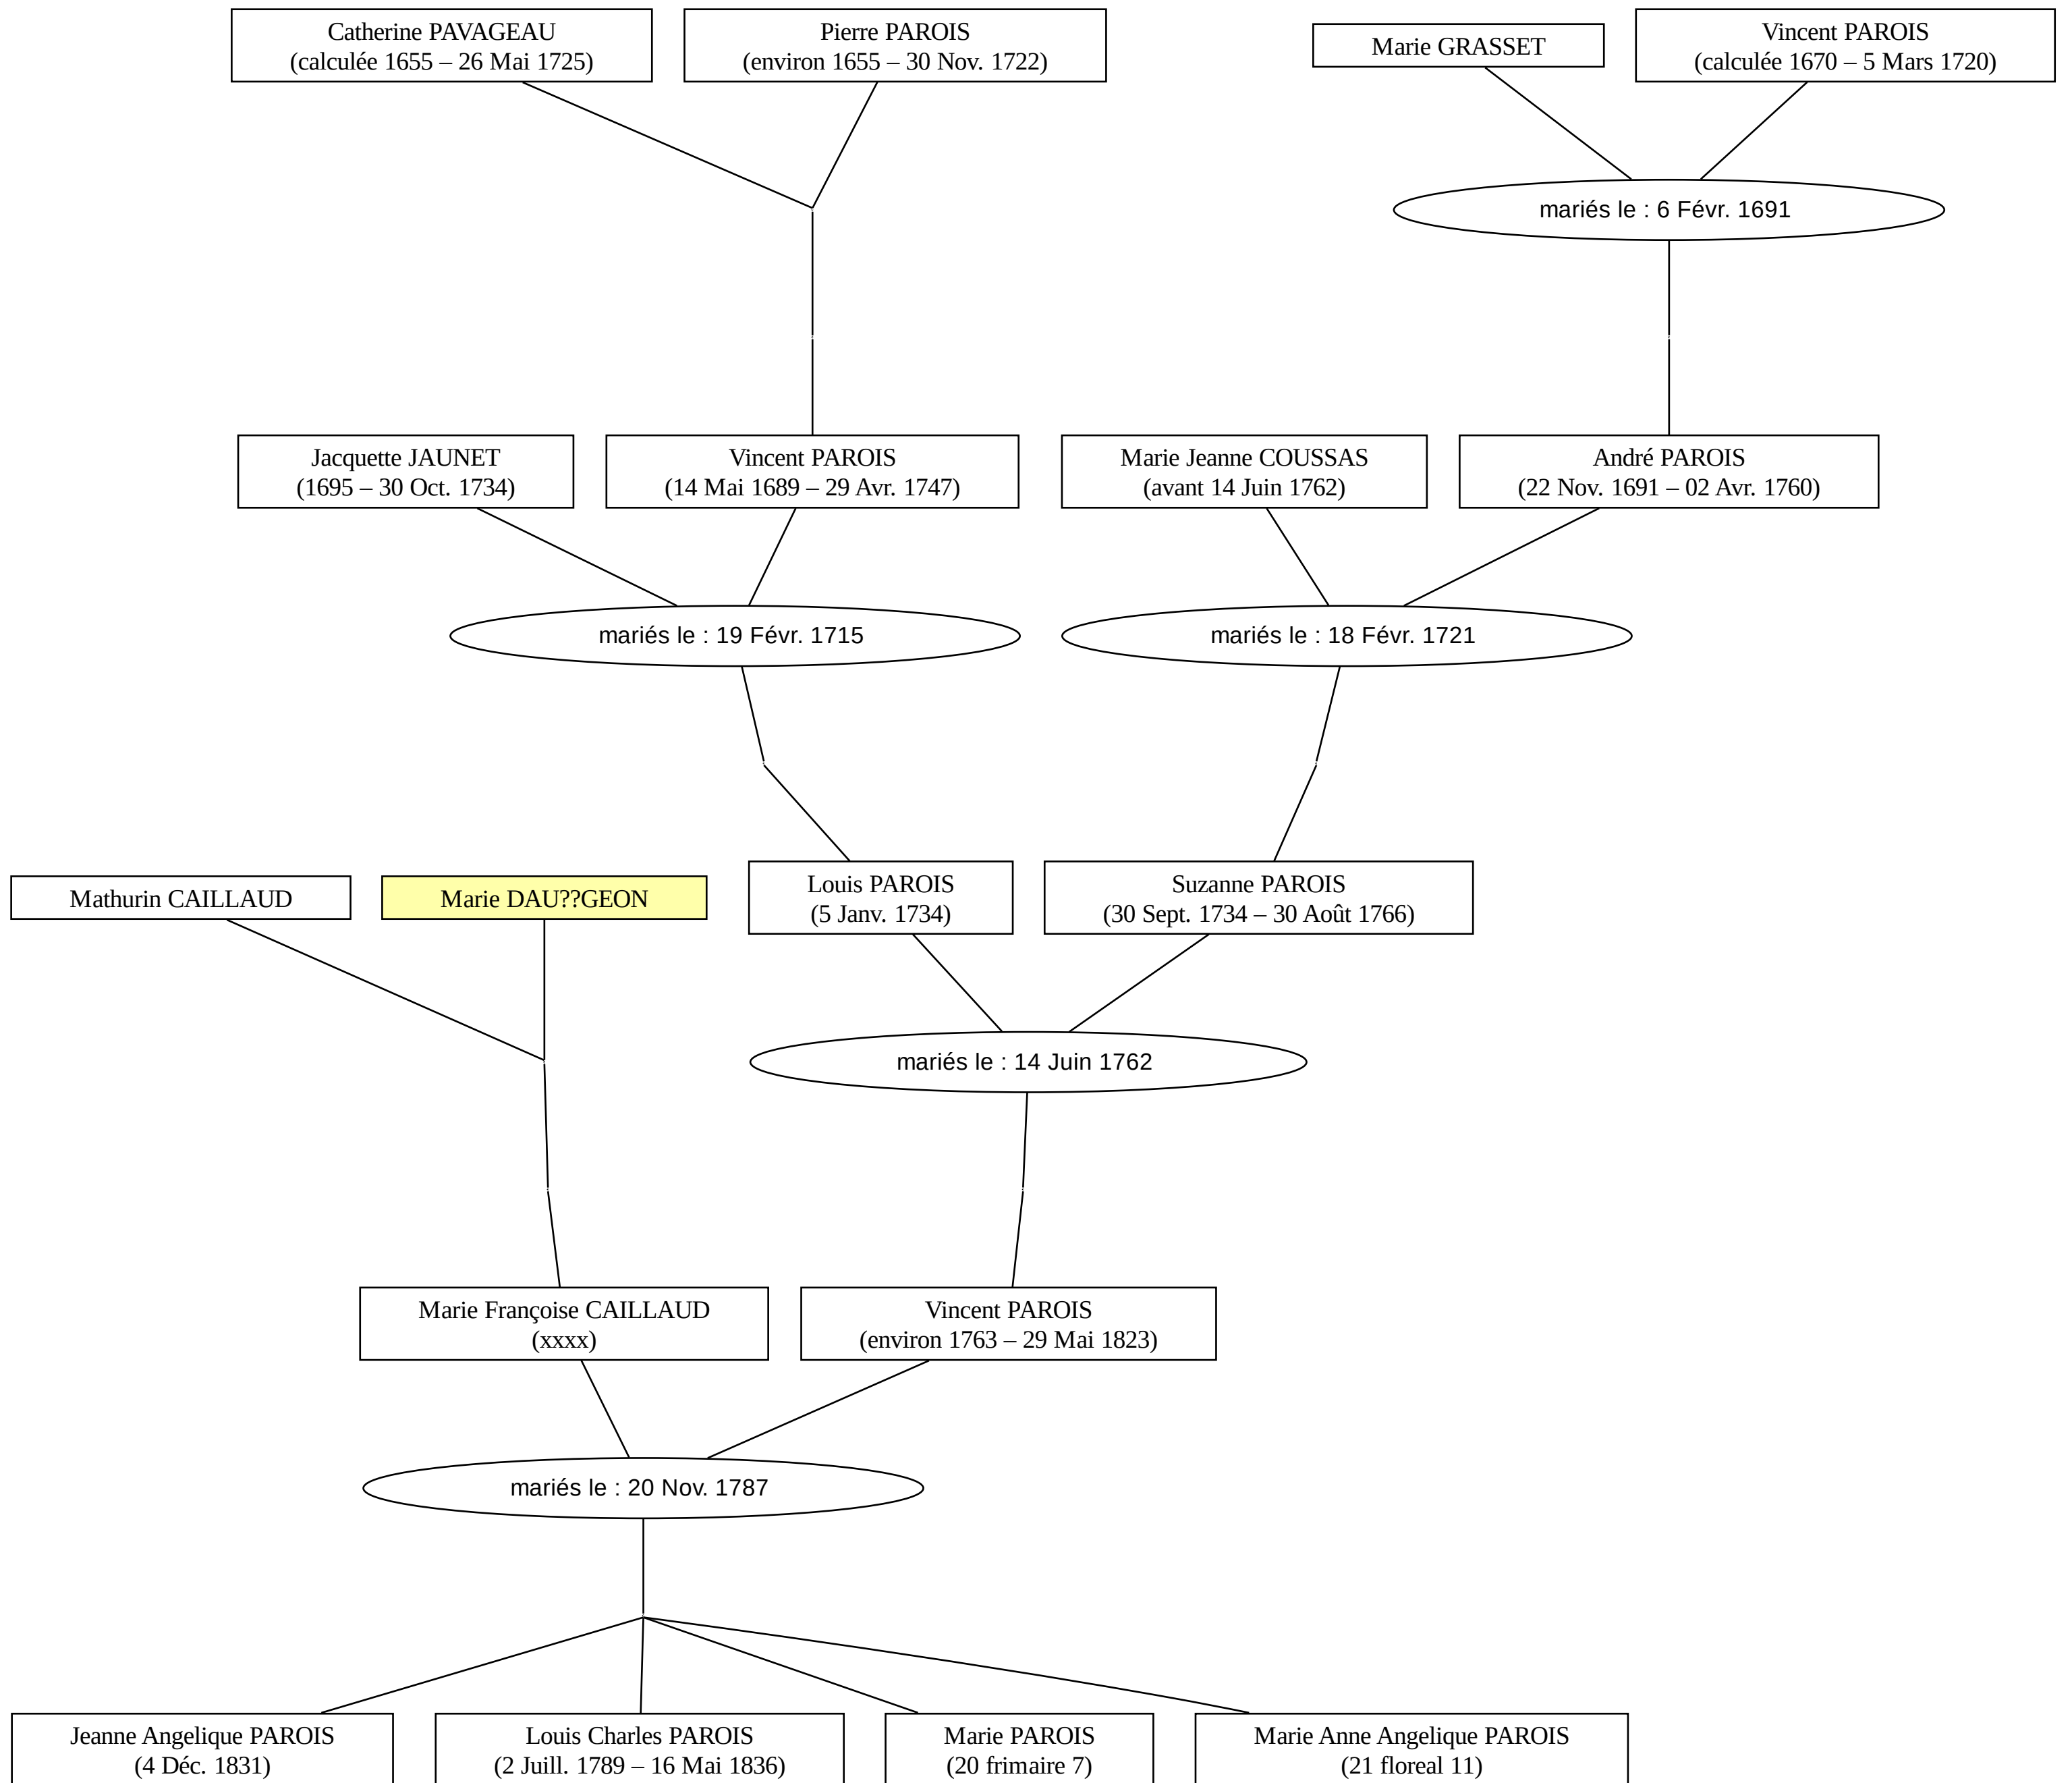 Catherine PAVAGEAU
(calculée 1655 – 26 Mai 1725)
Pierre PAROIS
(environ 1655 – 30 Nov. 1722)
Marie GRASSET
Vincent PAROIS
(calculée 1670 – 5 Mars 1720)
mariés le : 6 Févr. 1691
Jacquette JAUNET
(1695 – 30 Oct. 1734)
Vincent PAROIS
(14 Mai 1689 – 29 Avr. 1747)
Marie Jeanne COUSSAS
(avant 14 Juin 1762)
André PAROIS
(22 Nov. 1691 – 02 Avr. 1760)
mariés le : 19 Févr. 1715
mariés le : 18 Févr. 1721
Mathurin CAILLAUD
Marie DAU??GEON
Louis PAROIS
(5 Janv. 1734)
Suzanne PAROIS
(30 Sept. 1734 – 30 Août 1766)
mariés le : 14 Juin 1762
Marie Françoise CAILLAUD
(xxxx)
Vincent PAROIS
(environ 1763 – 29 Mai 1823)
mariés le : 20 Nov. 1787
Jeanne Angelique PAROIS
(4 Déc. 1831)
Louis Charles PAROIS
(2 Juill. 1789 – 16 Mai 1836)
Marie PAROIS
(20 frimaire 7)
Marie Anne Angelique PAROIS
(21 floreal 11)